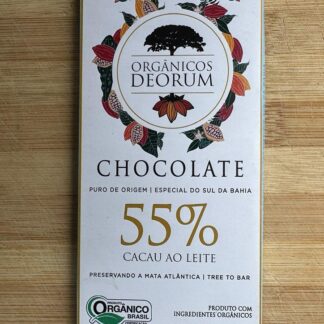 ORGÂNICOS
DEORUM
CHOCOLATE
PURO DE ORIGEM | ESPECIAL DO SUL DA BAHIA
55%
CACAU AO LEITE
PRESERVANDO A MATA ATLÂNTICA | TREE TO BAR
PRODUTO
ORGÂNICO
BRASIL
PRODUTO COM
INGREDIENTES ORGÂNICOS